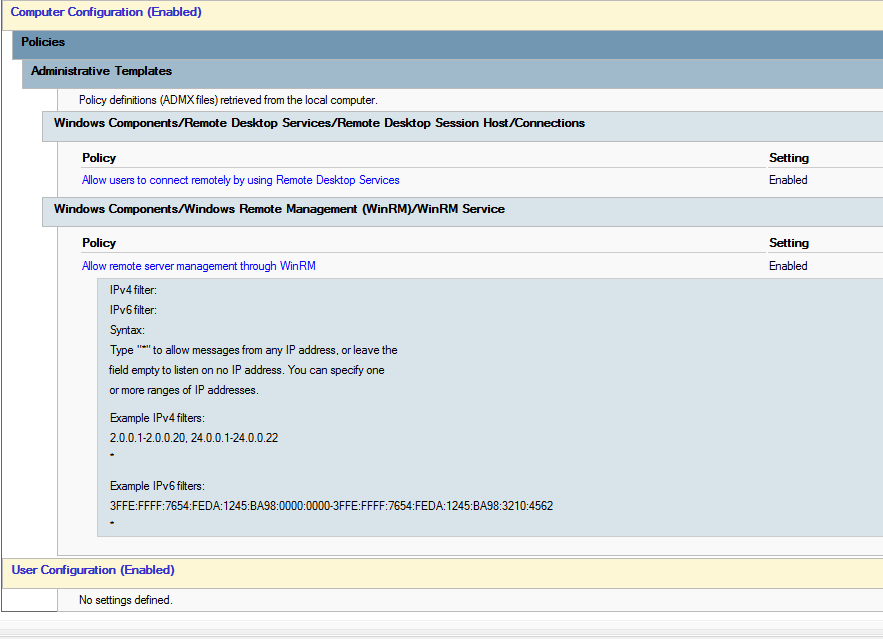 Computer Configuration (Enabled)
Policies
Administrative Templates
Policy definitions (ADMX files) retrieved from the local computer.
Windows Components/Remote Desktop Services/Remote Desktop Session Host/Connections
Policy Setting
Allow users to connect remotely by using Remote Desktop Services Enabled
Windows Components/Windows Remote Management (WinRM)/WinRM Service
Policy Setting
Allow remote server management through WinRM Enabled
IPv4 filter:
IPv6 filter:
Syntax:
Type "*" to allow messages from any IP address, or leave the
field empty to listen on no IP address. You can specify one
or more ranges of IP addresses.
Example IPv4 filters:
2.0.0.1-2.0.0.20, 24.0.0.1-24.0.0.22
*
Example IPv6 filters:
3FFE:FFFF:7654:FEDA:1245:BA98:0000:0000-3FFE:FFFF:7654:FEDA:1245:BA98:3210:4562
*
User Configuration (Enabled)
No settings defined.